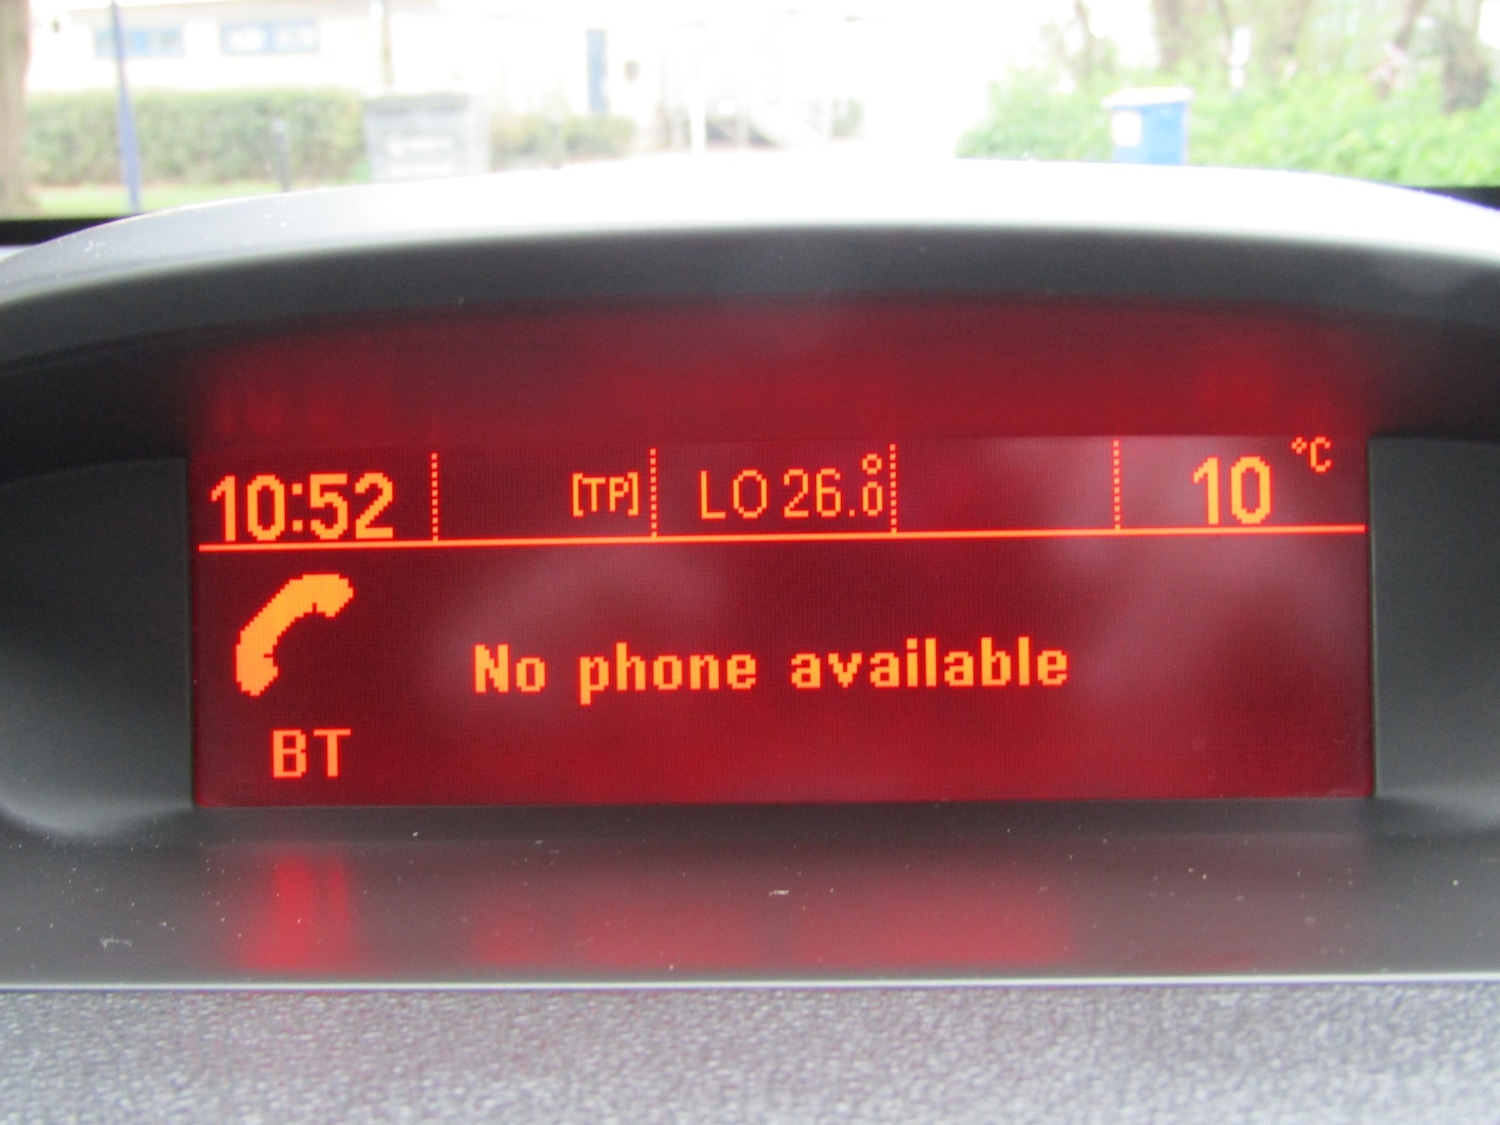 10:52 [TP] LO 26.0° 10 °C
No phone available
BT